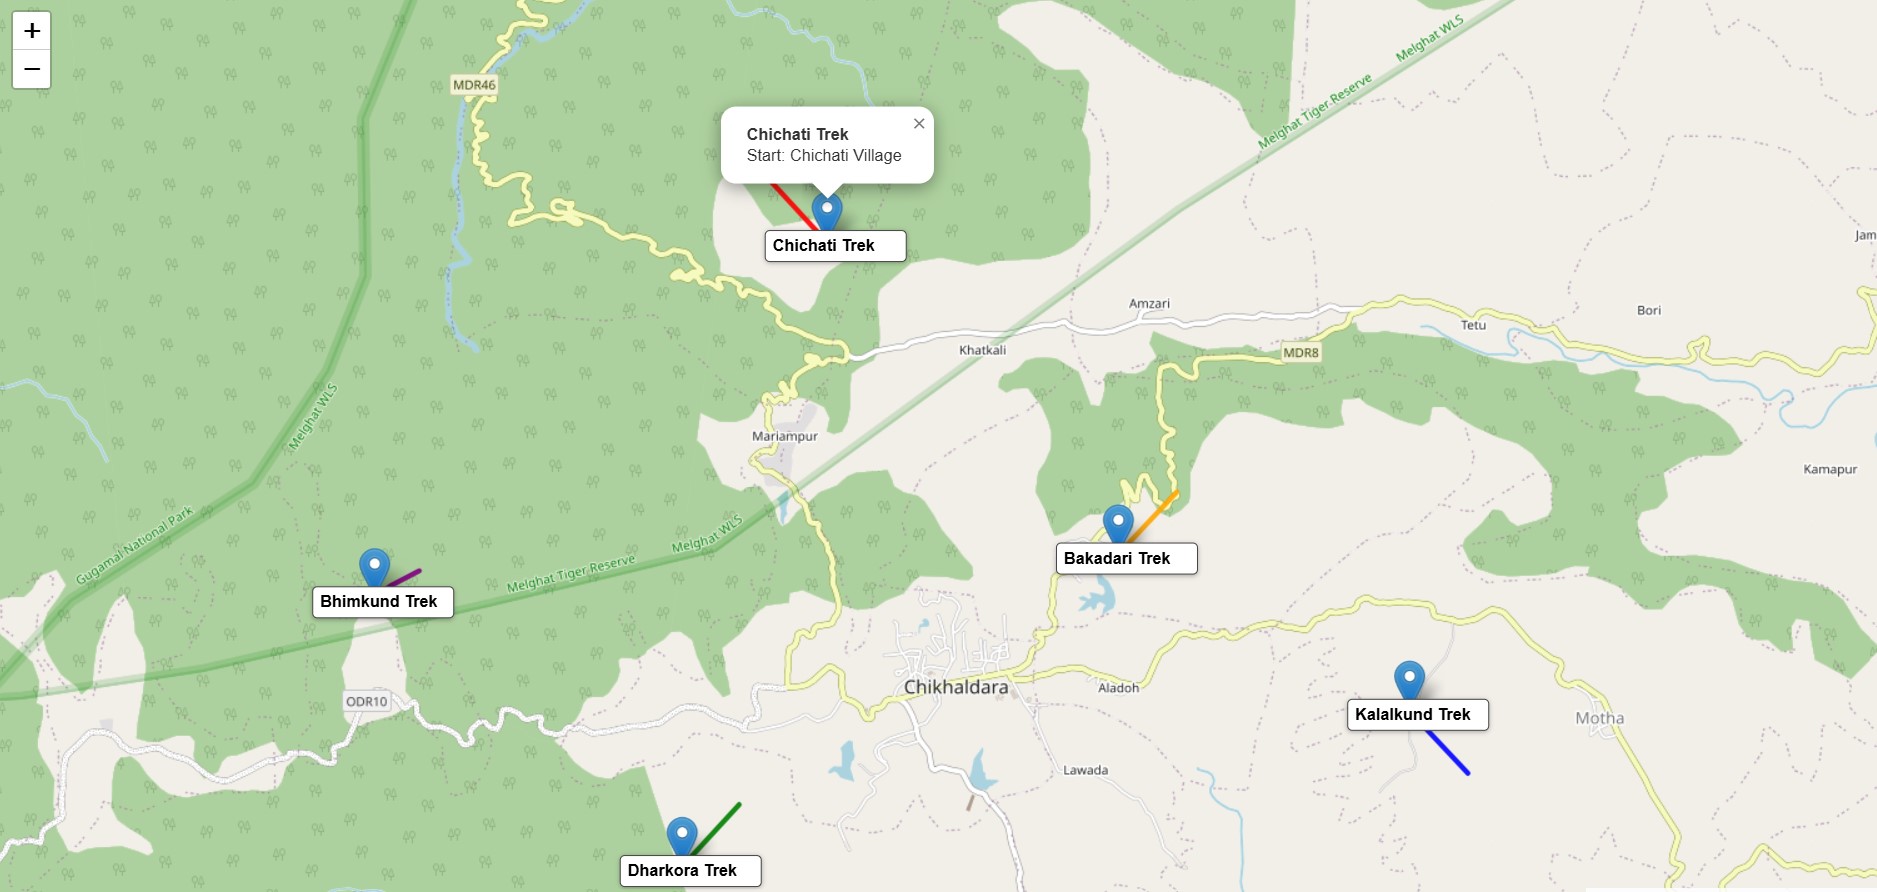 +
−
MDR46
Melghat WLS
Melghat Tiger Reserve
Chichati Trek
×
Start: Chichati Village
Chichati Trek
Jam
Amzari
Bori
Tetu
Khatkali
MDR8
Melghat WLS
Mariampur
Kamapur
Gugamal National Park
Melghat WLS
Melghat Tiger Reserve
Bakadari Trek
Bhimkund Trek
Chikhaldara
Aladoh
ODR10
Kalalkund Trek
Motha
Lawada
Dharkora Trek